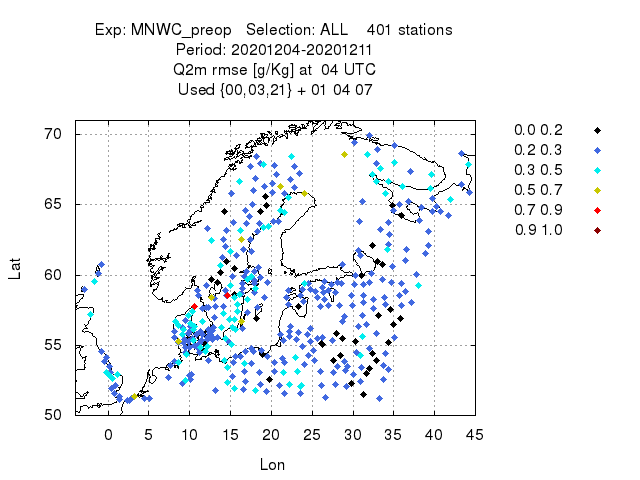 Exp: MNWC_preop   Selection: ALL    401 stations
Period: 20201204-20201211
Q2m rmse [g/Kg] at  04 UTC
Used {00,03,21} + 01 04 07
0.0 0.2
0.2 0.3
0.3 0.5
0.5 0.7
0.7 0.9
0.9 1.0
70
65
60
55
50
Lat
0 5 10 15 20 25 30 35 40 45
Lon